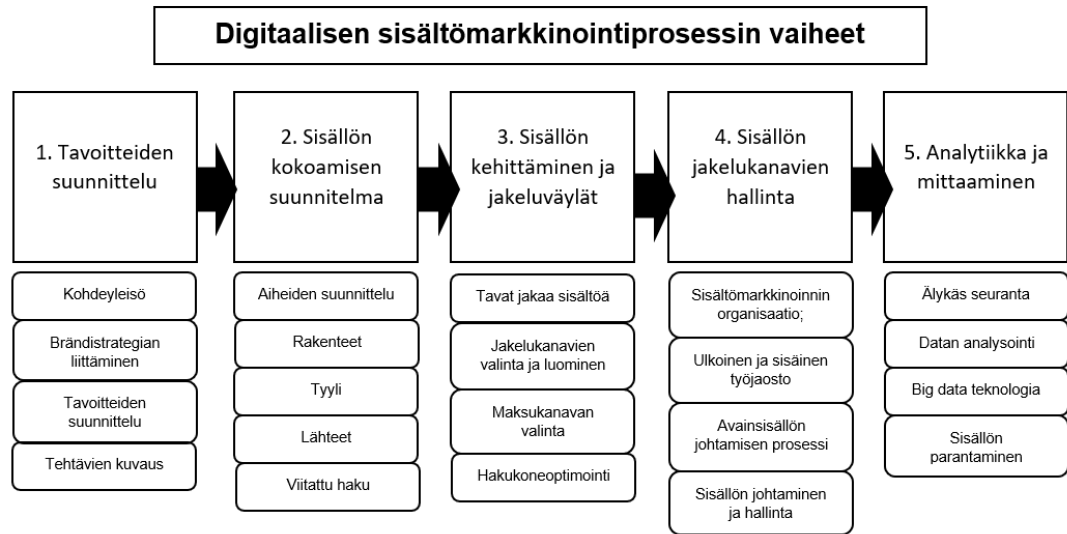 Digitaalisen sisältömarkkinointiprosessin vaiheet
1. Tavoitteiden
suunnittelu
2. Sisällön
kokoamisen
suunnitelma
3. Sisällön
kehittäminen ja
jakeluväylät
4. Sisällön
jakelukanavien
hallinta
5. Analytiikka ja
mittaaminen
Kohdeyleisö
Brändistrategian
liittäminen
Tavoitteiden
suunnittelu
Tehtävien kuvaus
Aiheiden suunnittelu
Rakenteet
Tyyli
Lähteet
Viitattu haku
Tavat jakaa sisältöä
Jakelukanavien
valinta ja luominen
Maksukanavan
valinta
Hakukoneoptimointi
Sisältömarkkinoinnin
organisaatio;
Ulkoinen ja sisäinen
työjaosto
Avainsisällön
johtamisen prosessi
Sisällön johtaminen
ja hallinta
Älykäs seuranta
Datan analysointi
Big data teknologia
Sisällön
parantaminen